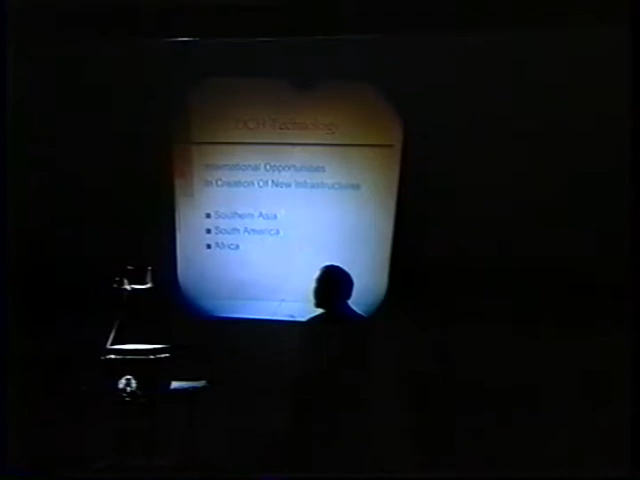 DCH Technology
International Opportunities
In Creation Of New Infrastructures
■ Southern Asia
■ South America
■ Africa